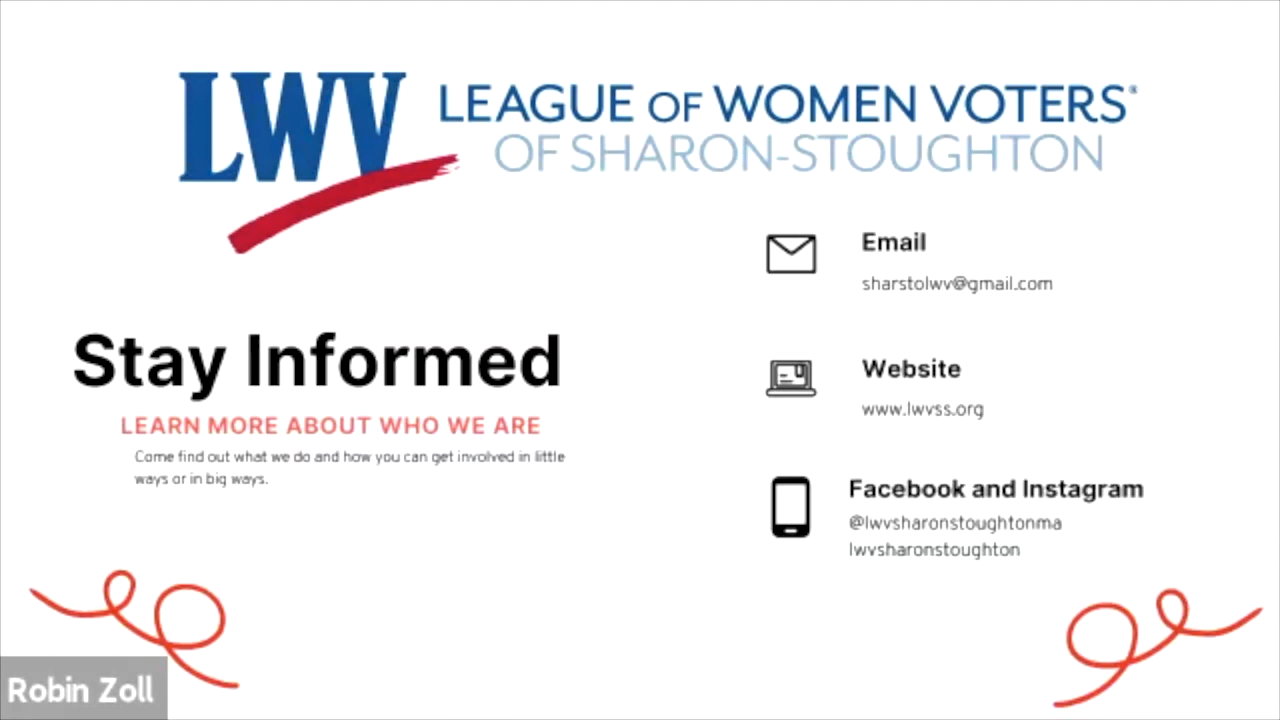 LWV
LEAGUE OF WOMEN VOTERS®
OF SHARON-STOUGHTON
Stay Informed
LEARN MORE ABOUT WHO WE ARE
Come find out what we do and how you can get involved in little
ways or in big ways.
Email
sharstolwv@gmail.com
Website
www.lwvss.org
Facebook and Instagram
@lwvsharonstoughtonma
lwvsharonstoughton
Robin Zoll